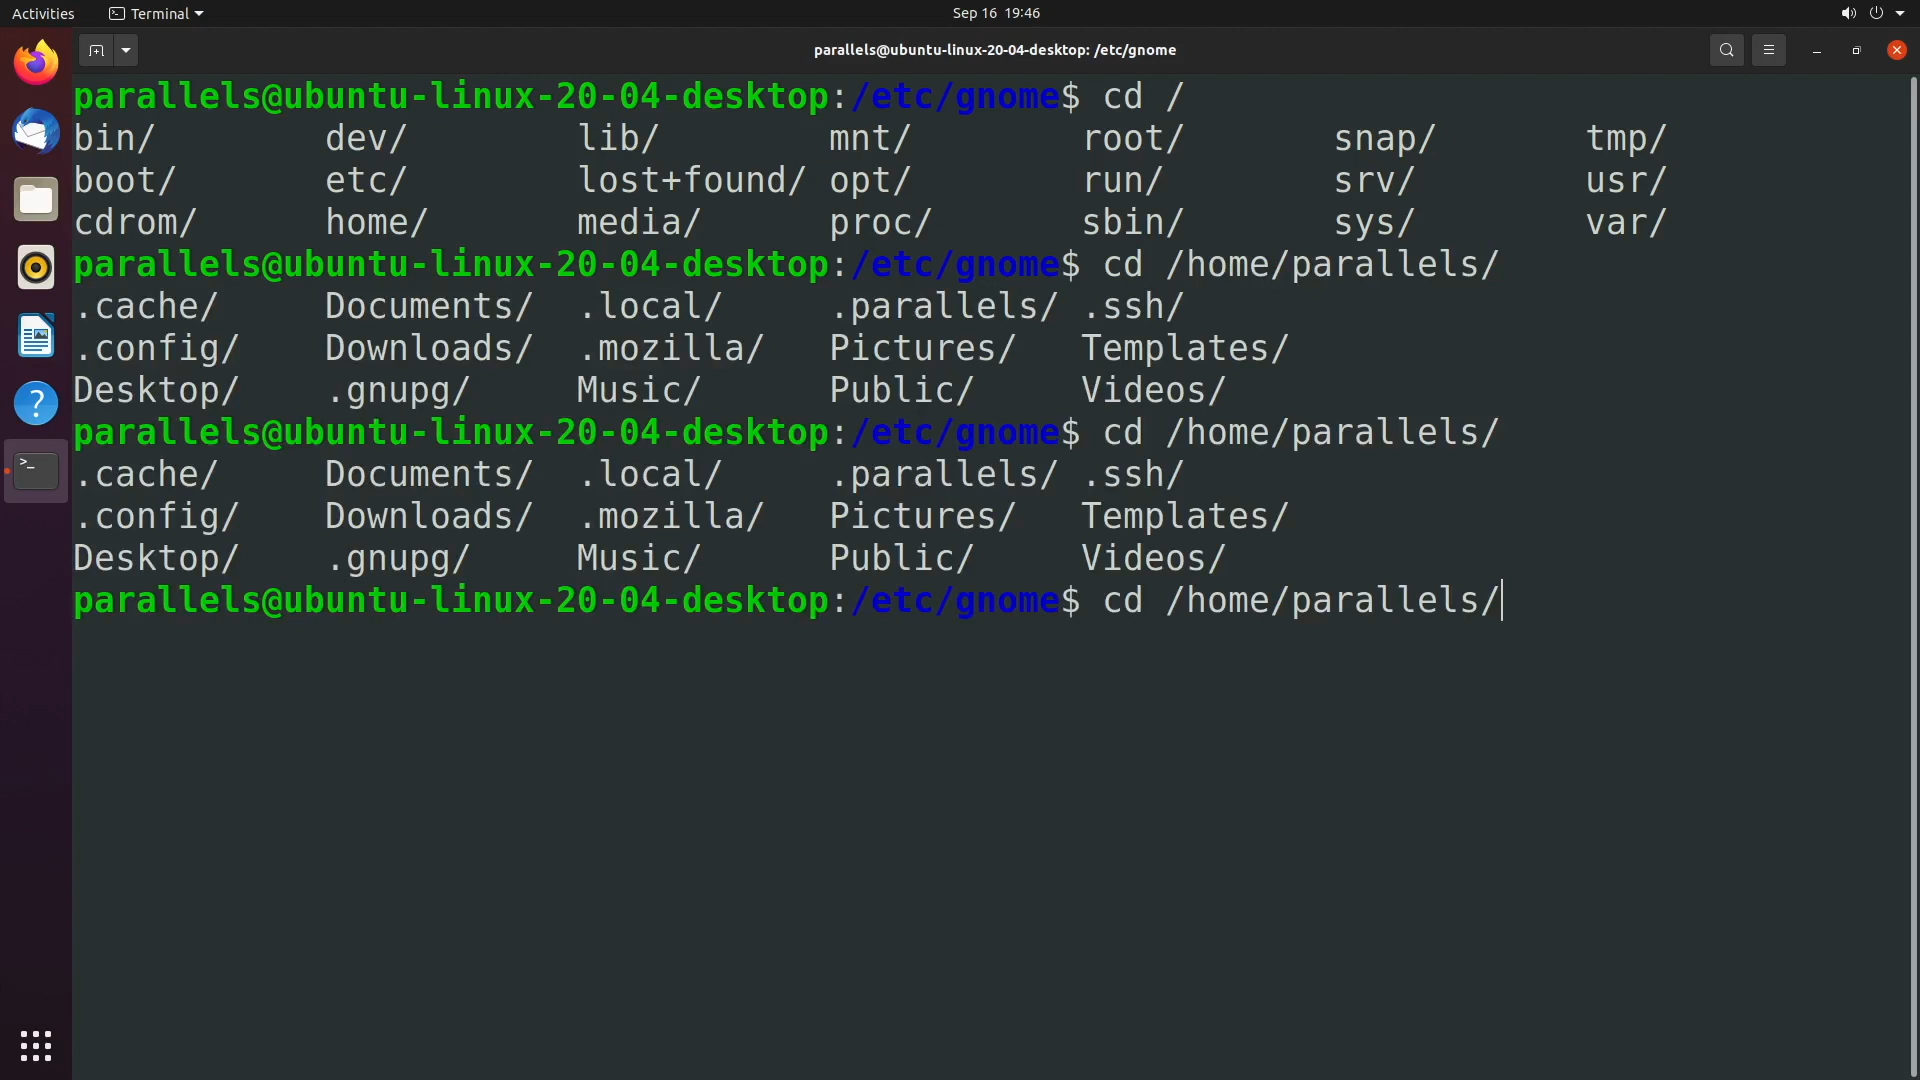 Activities Terminal Sep 16 19:46
parallels@ubuntu-linux-20-04-desktop: /etc/gnome
parallels@ubuntu-linux-20-04-desktop:/etc/gnome$ cd /
bin/ dev/ lib/ mnt/ root/ snap/ tmp/
boot/ etc/ lost+found/ opt/ run/ srv/ usr/
cdrom/ home/ media/ proc/ sbin/ sys/ var/
parallels@ubuntu-linux-20-04-desktop:/etc/gnome$ cd /home/parallels/
.cache/ Documents/ .local/ .parallels/ .ssh/
.config/ Downloads/ .mozilla/ Pictures/ Templates/
Desktop/ .gnupg/ Music/ Public/ Videos/
parallels@ubuntu-linux-20-04-desktop:/etc/gnome$ cd /home/parallels/
.cache/ Documents/ .local/ .parallels/ .ssh/
.config/ Downloads/ .mozilla/ Pictures/ Templates/
Desktop/ .gnupg/ Music/ Public/ Videos/
parallels@ubuntu-linux-20-04-desktop:/etc/gnome$ cd /home/parallels/